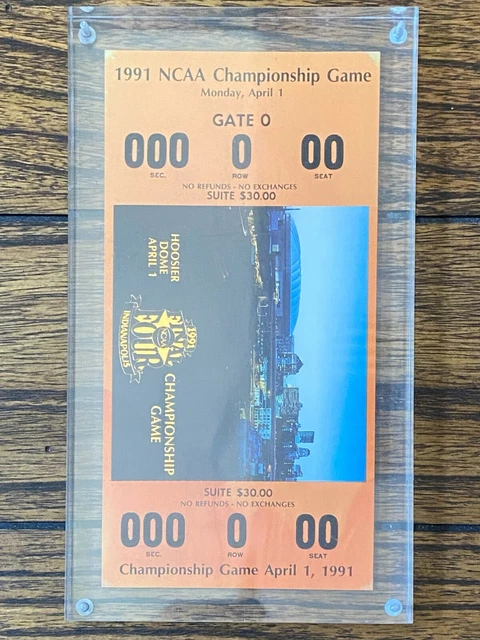 1991 NCAA Championship Game
Monday, April 1
GATE 0
000 0 00
SEC. ROW SEAT
NO REFUNDS - NO EXCHANGES
SUITE $30.00
HOOSIER
DOME
APRIL 1
1991
FINAL
FOUR
NCAA
INDIANAPOLIS
CHAMPIONSHIP
GAME
SUITE $30.00
NO REFUNDS - NO EXCHANGES
000 0 00
SEC. ROW SEAT
Championship Game April 1, 1991